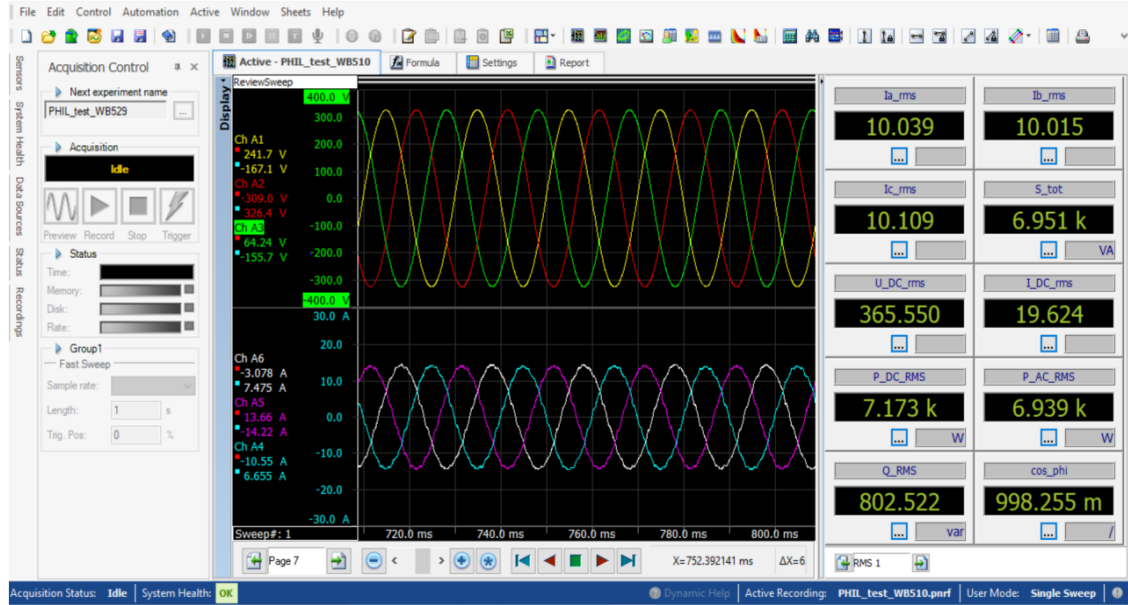 File Edit Control Automation Active Window Sheets Help
Acquisition Control
Next experiment name
PHIL_test_WB529
...
Acquisition
Idle
Preview Record Stop Trigger
Status
Time:
Memory:
Disk:
Rate:
Group1
Fast Sweep
Sample rate:
Length: 1 s
Trig. Pos: 0 %
Sensors
System Health
Data Sources
Status
Recordings
Active - PHIL_test_WB510
Formula
Settings
Report
Display
ReviewSweep
400.0 V
300.0
200.0
100.0
0.0
-100.0
-200.0
-300.0
-400.0 V
Ch A1
241.7 V
-167.1 V
Ch A2
-309.0 V
326.4 V
Ch A3
64.24 V
-155.7 V
30.0 A
20.0
10.0
0.0
-10.0
-20.0
-30.0 A
Ch A6
-3.078 A
7.475 A
Ch A5
13.66 A
-14.22 A
Ch A4
-10.55 A
6.655 A
Sweep#: 1
720.0 ms 740.0 ms 760.0 ms 780.0 ms 800.0 ms
Page 7
X=752.392141 ms ΔX=6
Ia_rms Ib_rms
10.039 10.015
... ...
Ic_rms S_tot
10.109 6.951 k
... ... VA
U_DC_rms I_DC_rms
365.550 19.624
... ...
P_DC_RMS P_AC_RMS
7.173 k 6.939 k
... W ... W
Q_RMS cos_phi
802.522 998.255 m
... var ... /
RMS 1
Acquisition Status: Idle System Health: OK Dynamic Help Active Recording: PHIL_test_WB510.pnrf User Mode: Single Sweep